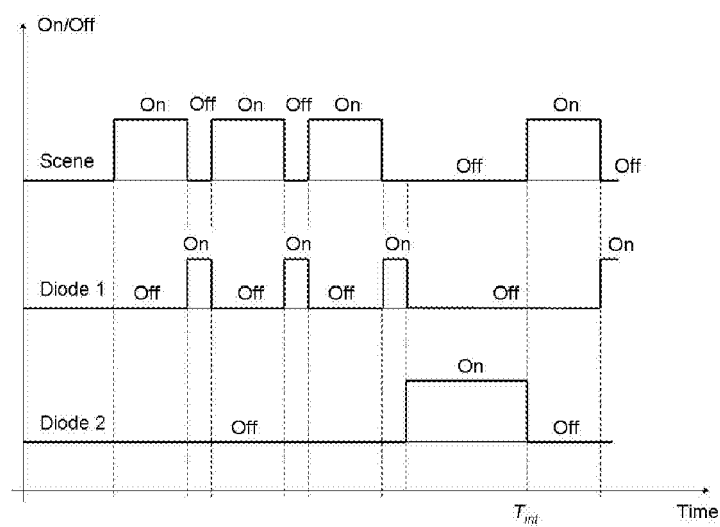 On/Off
On Off On Off On On
Scene Off Off
On On On On
Diode 1 Off Off Off Off
On
Diode 2 Off Off
T_int Time